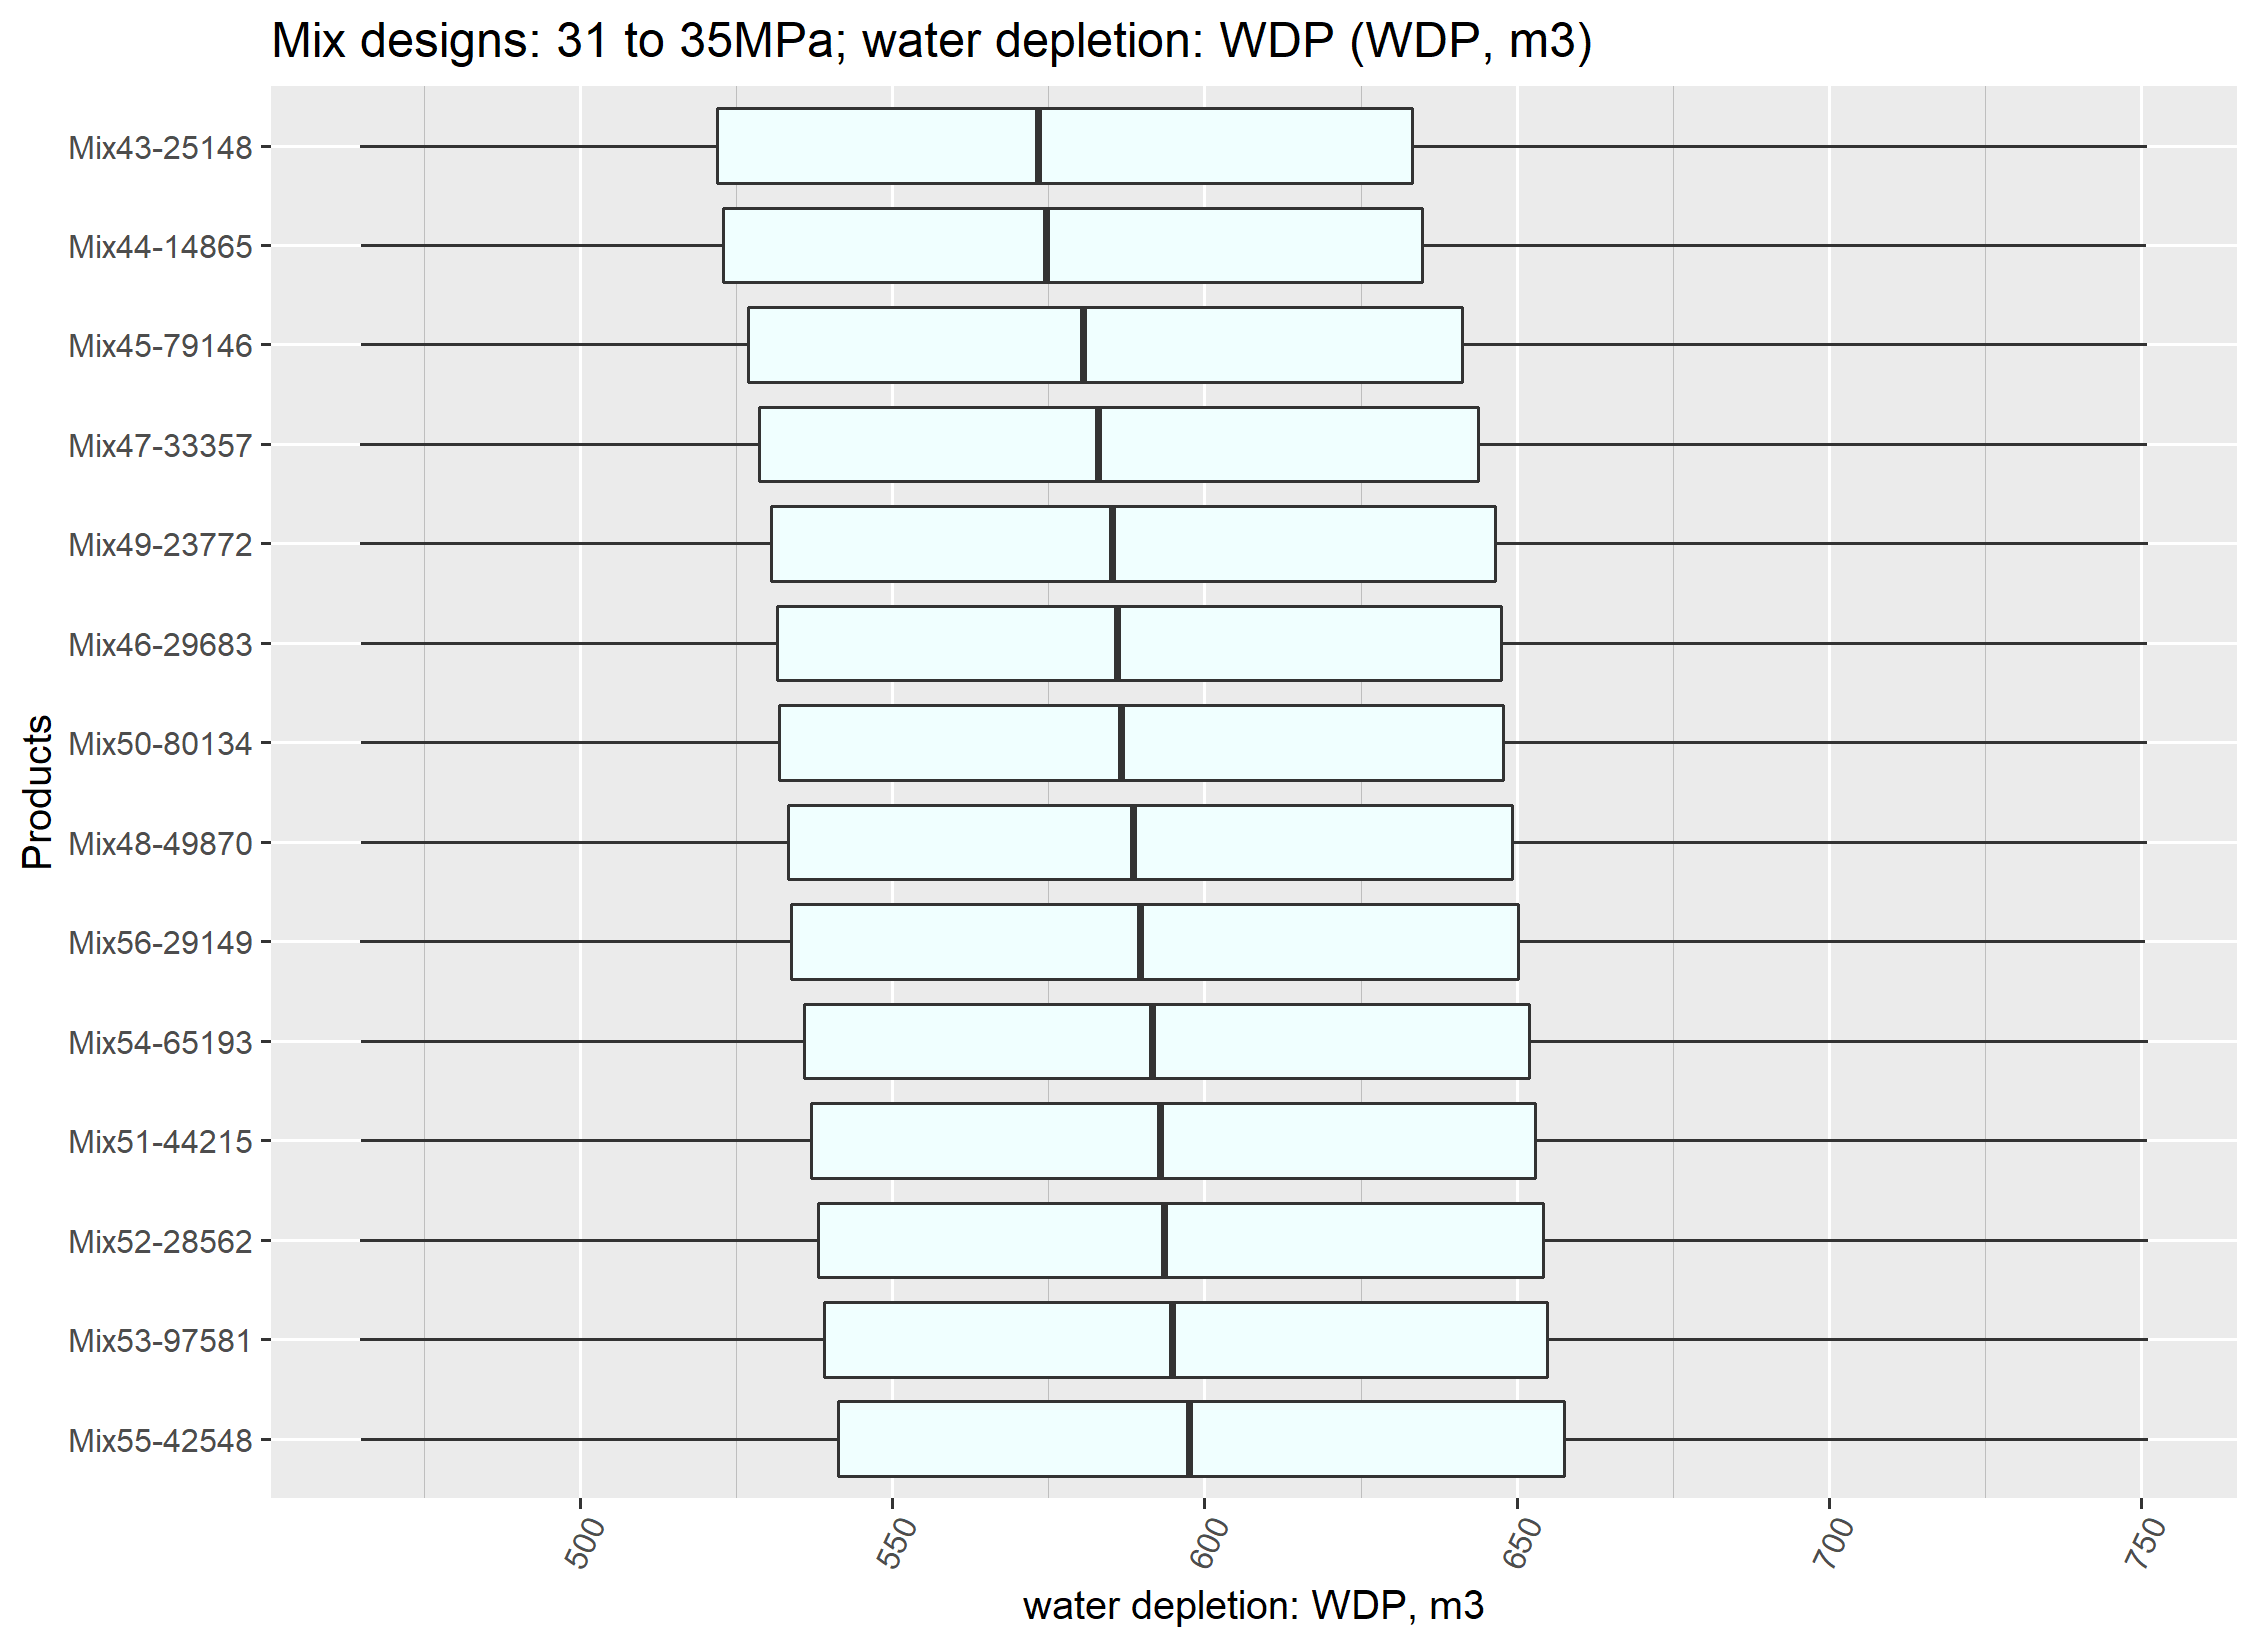 Mix designs: 31 to 35MPa; water depletion: WDP (WDP, m3)
Products
Mix43-25148
Mix44-14865
Mix45-79146
Mix47-33357
Mix49-23772
Mix46-29683
Mix50-80134
Mix48-49870
Mix56-29149
Mix54-65193
Mix51-44215
Mix52-28562
Mix53-97581
Mix55-42548
500 550 600 650 700 750
water depletion: WDP, m3